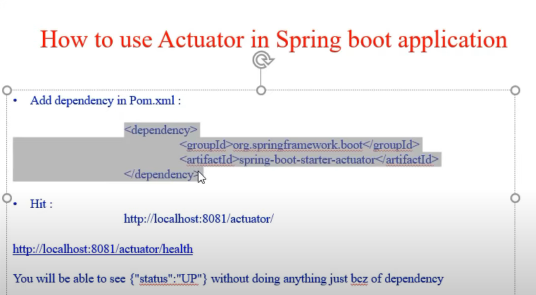 How to use Actuator in Spring boot application
• Add dependency in Pom.xml :
<dependency>
<groupId>org.springframework.boot</groupId>
<artifactId>spring-boot-starter-actuator</artifactId>
</dependency>
• Hit :
http://localhost:8081/actuator/
http://localhost:8081/actuator/health
You will be able to see {"status":"UP"} without doing anything just bcz of dependency